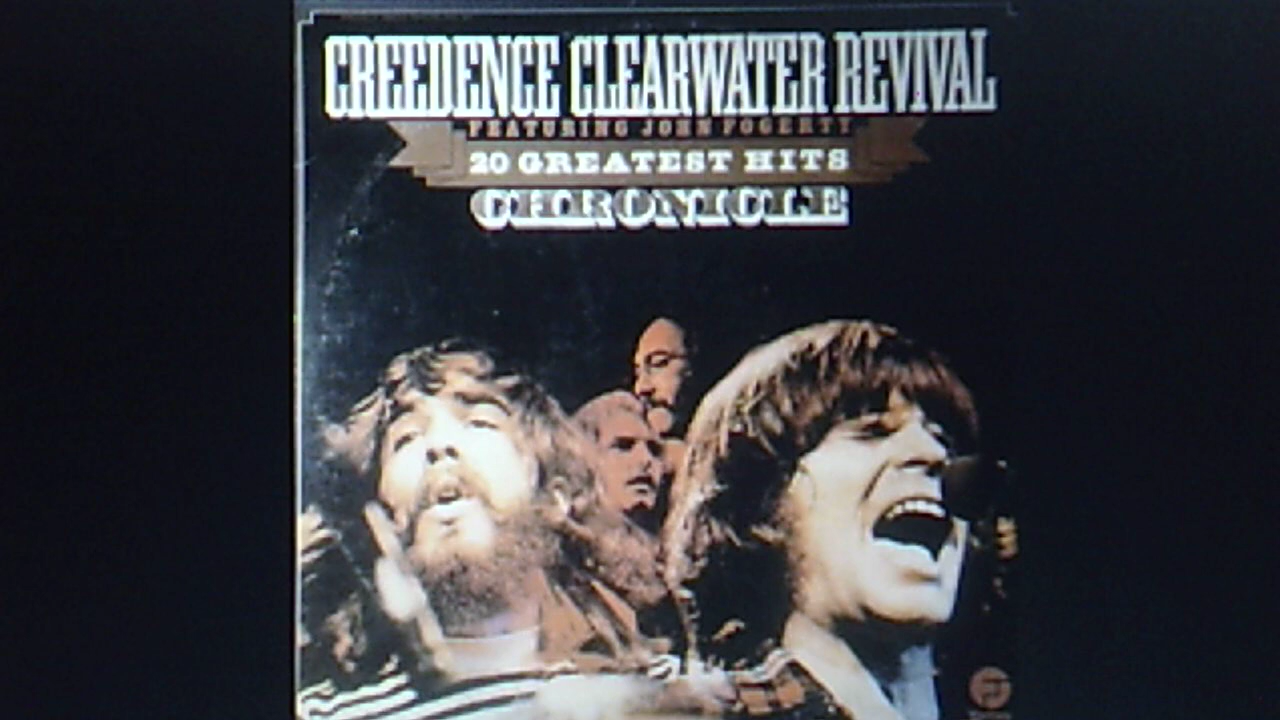 CREEDENCE CLEARWATER REVIVAL
FEATURING JOHN FOGERTY
20 GREATEST HITS
CHRONICLE